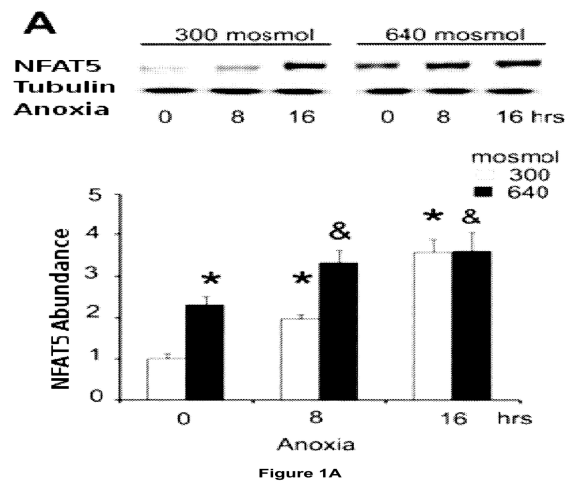 A
300 mosmol 640 mosmol
NFAT5
Tubulin
Anoxia 0 8 16 0 8 16 hrs
mosmol
300
640
NFAT5 Abundance
5
4
3
2
1
0
* * & * &
0 8 16 hrs
Anoxia
Figure 1A